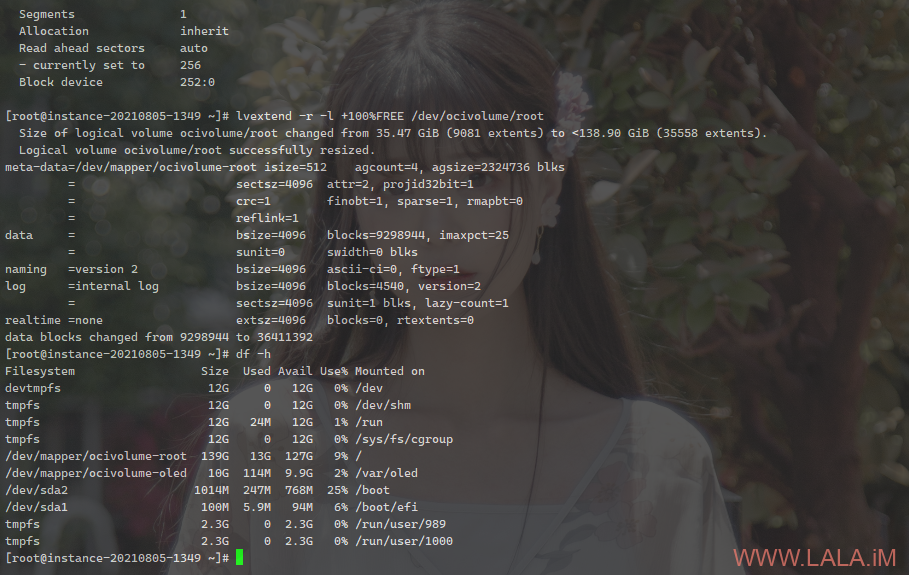 Segments               1
  Allocation             inherit
  Read ahead sectors     auto
  - currently set to     256
  Block device           252:0

[root@instance-20210805-1349 ~]# lvextend -r -l +100%FREE /dev/ocivolume/root
  Size of logical volume ocivolume/root changed from 35.47 GiB (9081 extents) to <138.90 GiB (35558 extents).
  Logical volume ocivolume/root successfully resized.
meta-data=/dev/mapper/ocivolume-root isize=512    agcount=4, agsize=2324736 blks
         =                       sectsz=4096  attr=2, projid32bit=1
         =                       crc=1        finobt=1, sparse=1, rmapbt=0
         =                       reflink=1
data     =                       bsize=4096   blocks=9298944, imaxpct=25
         =                       sunit=0      swidth=0 blks
naming   =version 2              bsize=4096   ascii-ci=0, ftype=1
log      =internal log           bsize=4096   blocks=4540, version=2
         =                       sectsz=4096  sunit=1 blks, lazy-count=1
realtime =none                   extsz=4096   blocks=0, rtextents=0
data blocks changed from 9298944 to 36411392
[root@instance-20210805-1349 ~]# df -h
Filesystem                  Size  Used Avail Use% Mounted on
devtmpfs                     12G     0   12G   0% /dev
tmpfs                        12G     0   12G   0% /dev/shm
tmpfs                        12G   24M   12G   1% /run
tmpfs                        12G     0   12G   0% /sys/fs/cgroup
/dev/mapper/ocivolume-root  139G   13G  127G   9% /
/dev/mapper/ocivolume-oled   10G  114M  9.9G   2% /var/oled
/dev/sda2                  1014M  247M  768M  25% /boot
/dev/sda1                   100M  5.9M   94M   6% /boot/efi
tmpfs                       2.3G     0  2.3G   0% /run/user/989
tmpfs                       2.3G     0  2.3G   0% /run/user/1000
[root@instance-20210805-1349 ~]#
WWW.LALA.iM